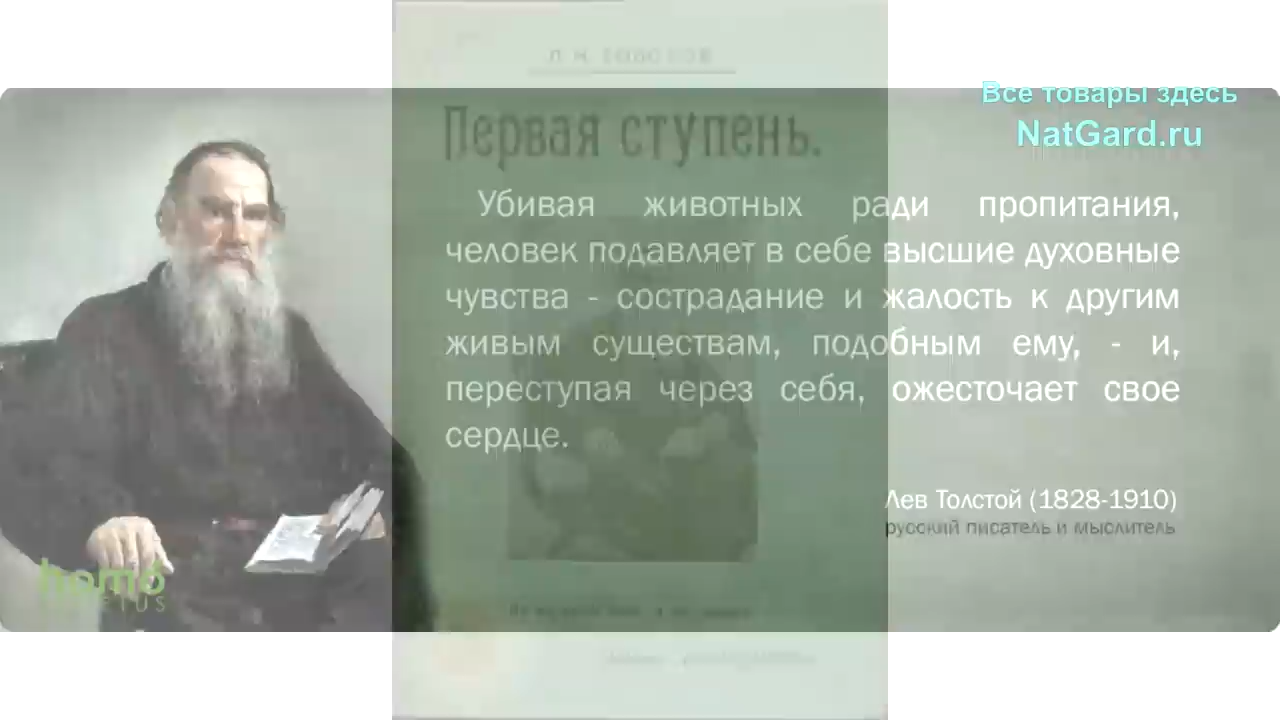 Л. Н. ТОЛСТОЙ
Все товары здесь
Первая ступень.
NatGard.ru
Убивая животных ради пропитания,
человек подавляет в себе высшие духовные
чувства - сострадание и жалость к другим
живым существам, подобным ему, - и,
переступая через себя, ожесточает свое
сердце.
Лев Толстой (1828-1910)
русский писатель и мыслитель
homo